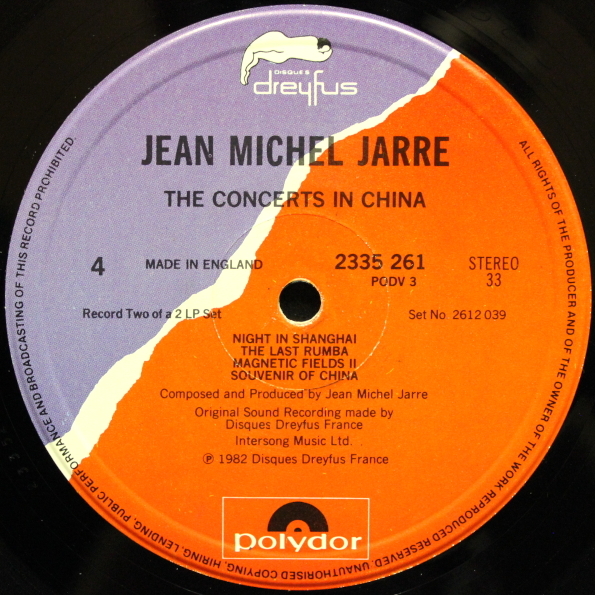 DISQUES
dreyfus
JEAN MICHEL JARRE
THE CONCERTS IN CHINA
4 MADE IN ENGLAND 2335 261 STEREO
PODV 3 33
Record Two of a 2 LP Set Set No 2612 039
NIGHT IN SHANGHAI
THE LAST RUMBA
MAGNETIC FIELDS II
SOUVENIR OF CHINA
Composed and Produced by Jean Michel Jarre
Original Sound Recording made by
Disques Dreyfus France
Intersong Music Ltd.
℗ 1982 Disques Dreyfus France
polydor
ALL RIGHTS OF THE PRODUCER AND OF THE OWNER OF THE WORK REPRODUCED RESERVED. UNAUTHORISED COPYING, HIRING, LENDING, PUBLIC PERFORMANCE AND BROADCASTING OF THIS RECORD PROHIBITED.